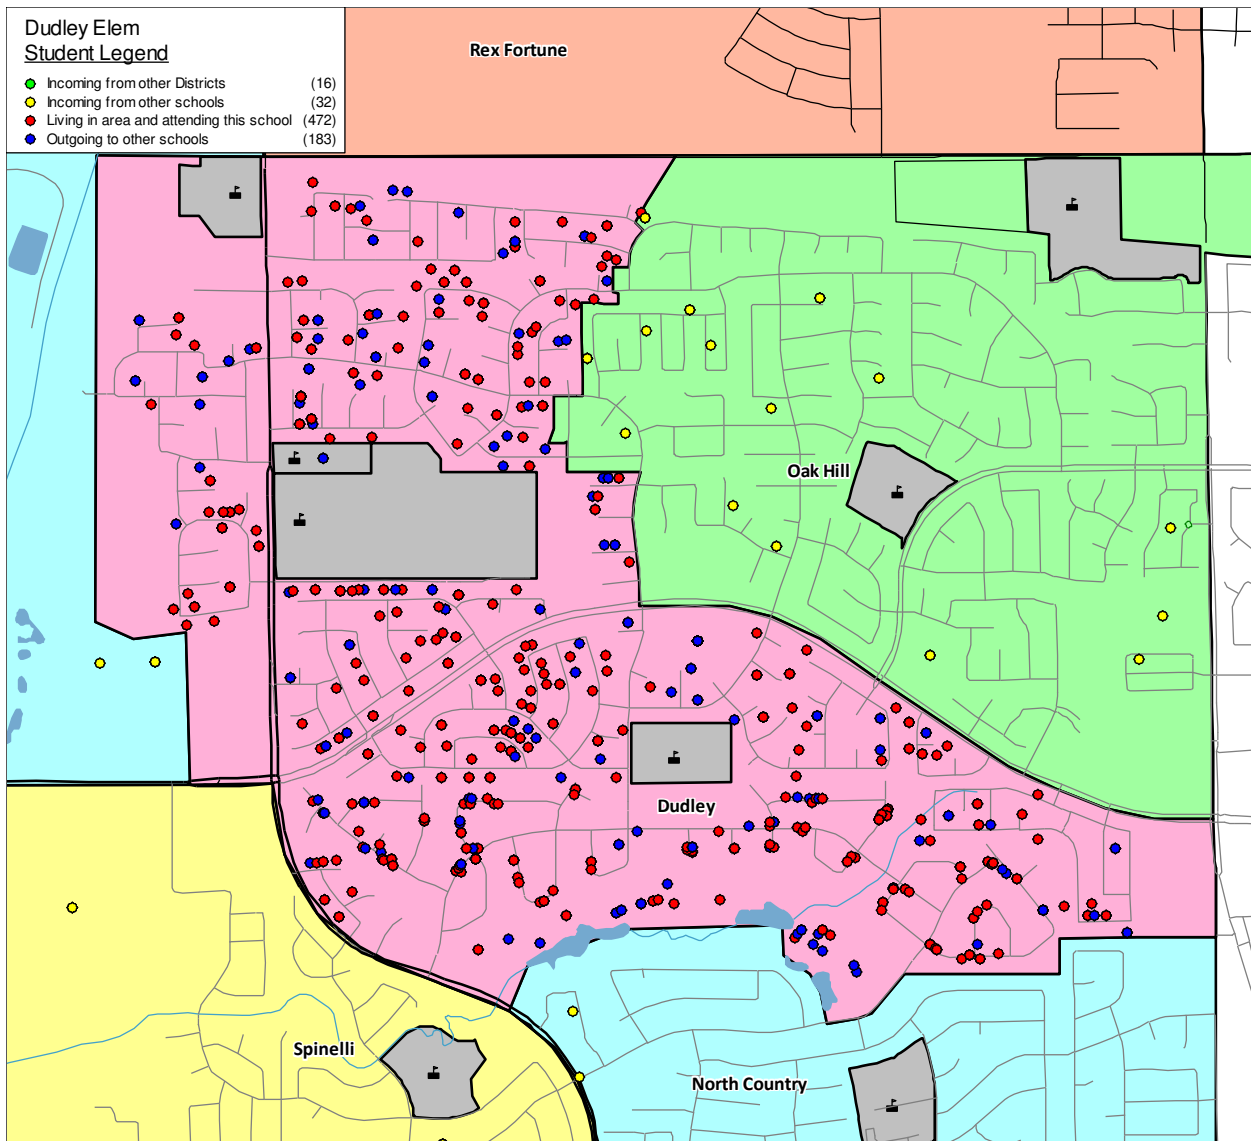 Dudley Elem
Student Legend
Incoming from other Districts (16)
Incoming from other schools (32)
Living in area and attending this school (472)
Outgoing to other schools (183)
Rex Fortune
Oak Hill
Dudley
Spinelli
North Country